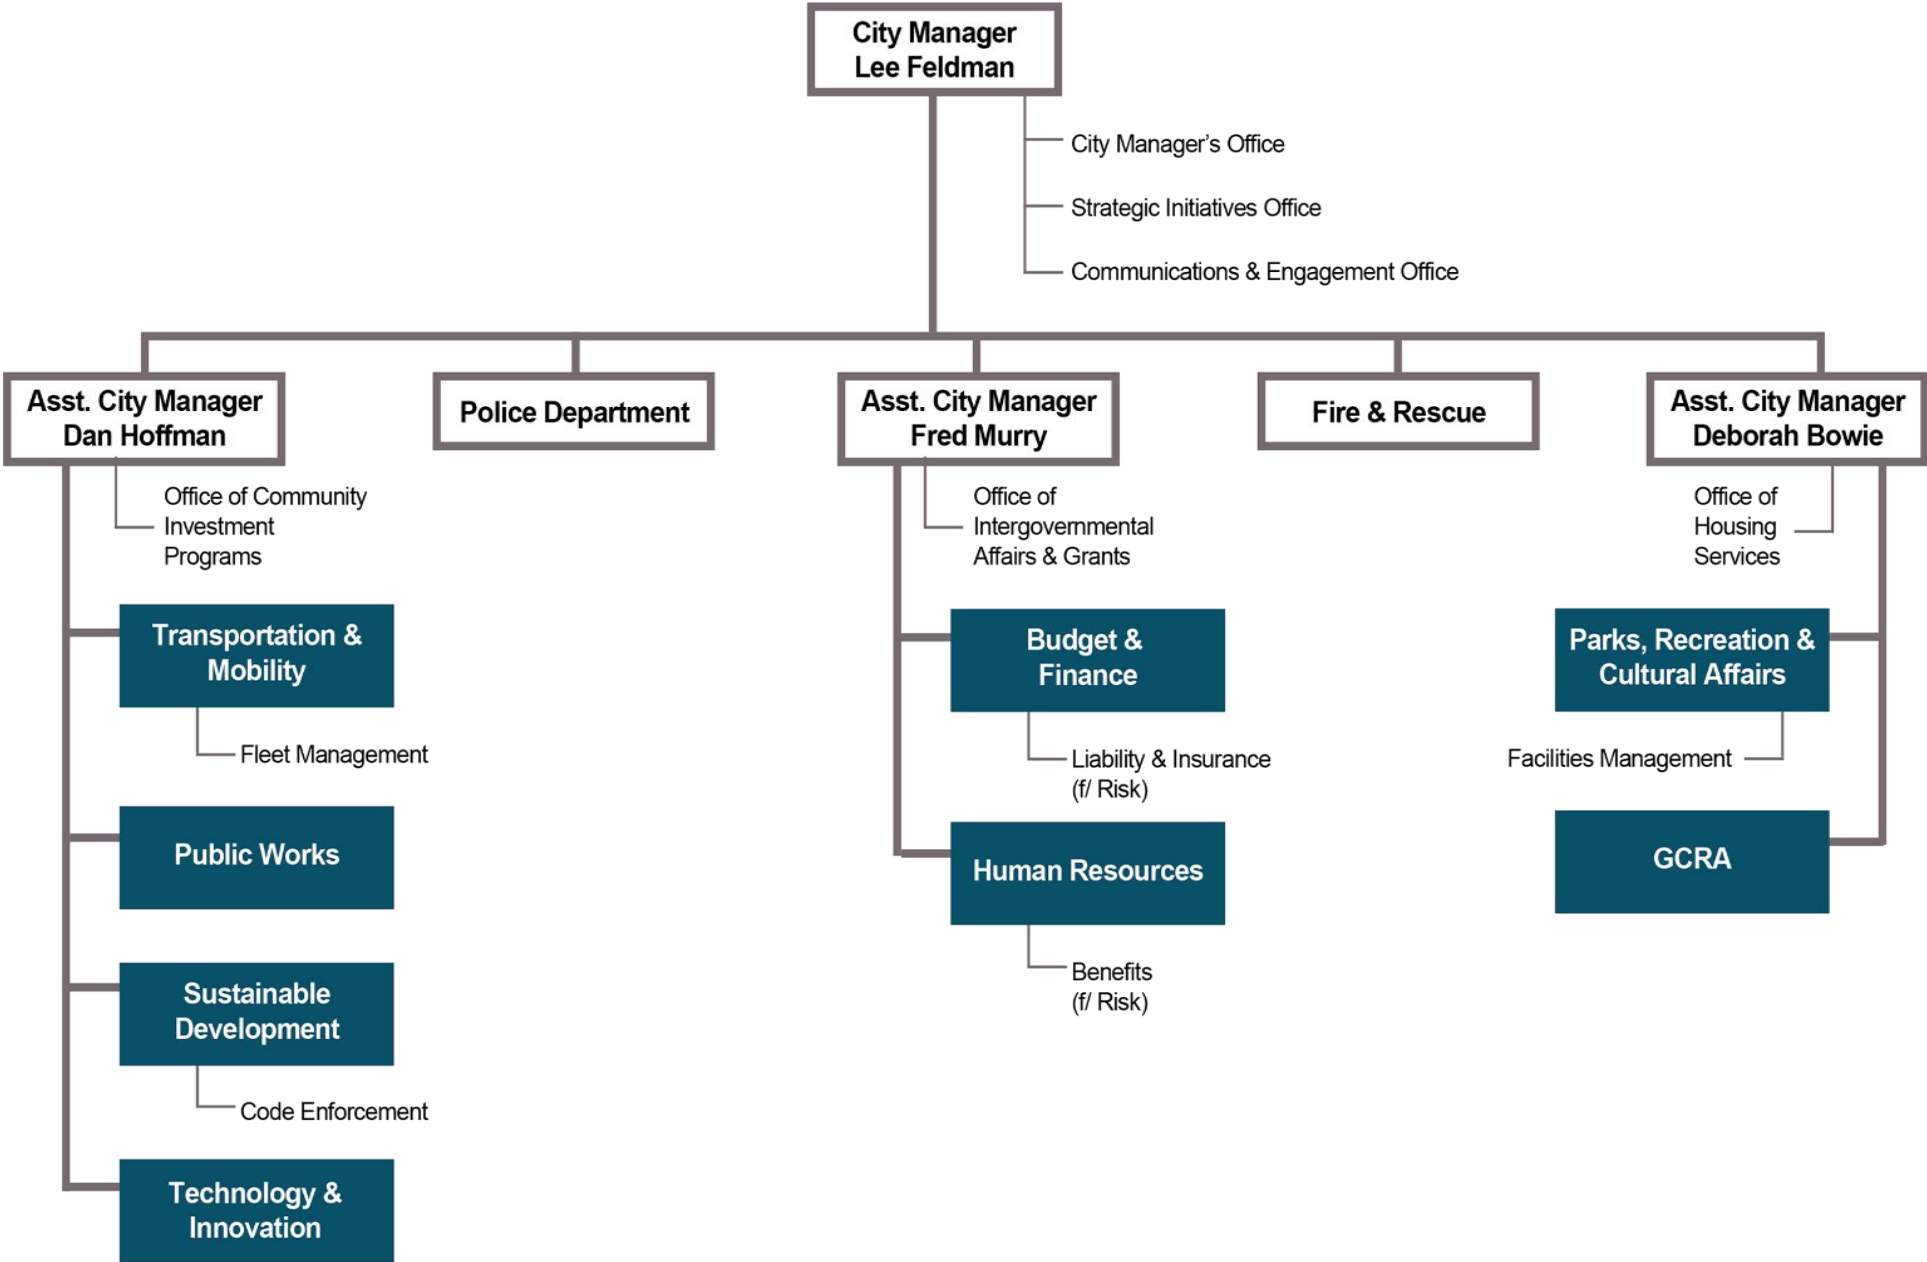 City Manager
Lee Feldman
City Manager’s Office
Strategic Initiatives Office
Communications & Engagement Office
Asst. City Manager
Dan Hoffman
Police Department
Asst. City Manager
Fred Murry
Fire & Rescue
Asst. City Manager
Deborah Bowie
Office of Community
Investment
Programs
Office of
Intergovernmental
Affairs & Grants
Office of
Housing
Services
Transportation &
Mobility
Fleet Management
Public Works
Sustainable
Development
Code Enforcement
Technology &
Innovation
Budget &
Finance
Liability & Insurance
(f/ Risk)
Human Resources
Benefits
(f/ Risk)
Parks, Recreation &
Cultural Affairs
Facilities Management
GCRA